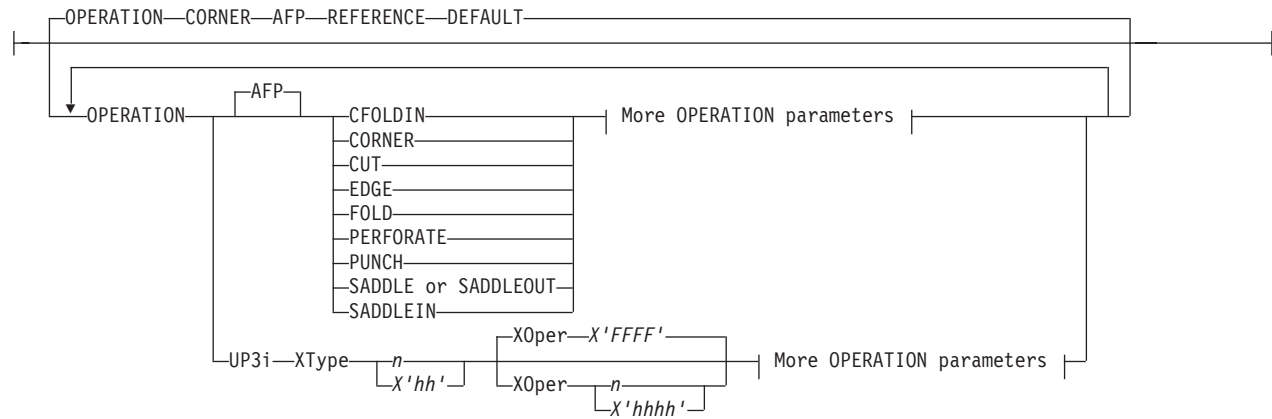 OPERATION CORNER AFP REFERENCE DEFAULT
AFP
OPERATION CFOLDIN More OPERATION parameters
CORNER
CUT
EDGE
FOLD
PERFORATE
PUNCH
SADDLE or SADDLEOUT
SADDLEIN
XOper X'FFFF'
UP3i XType n More OPERATION parameters
X'hh' XOper n
X'hhhh'